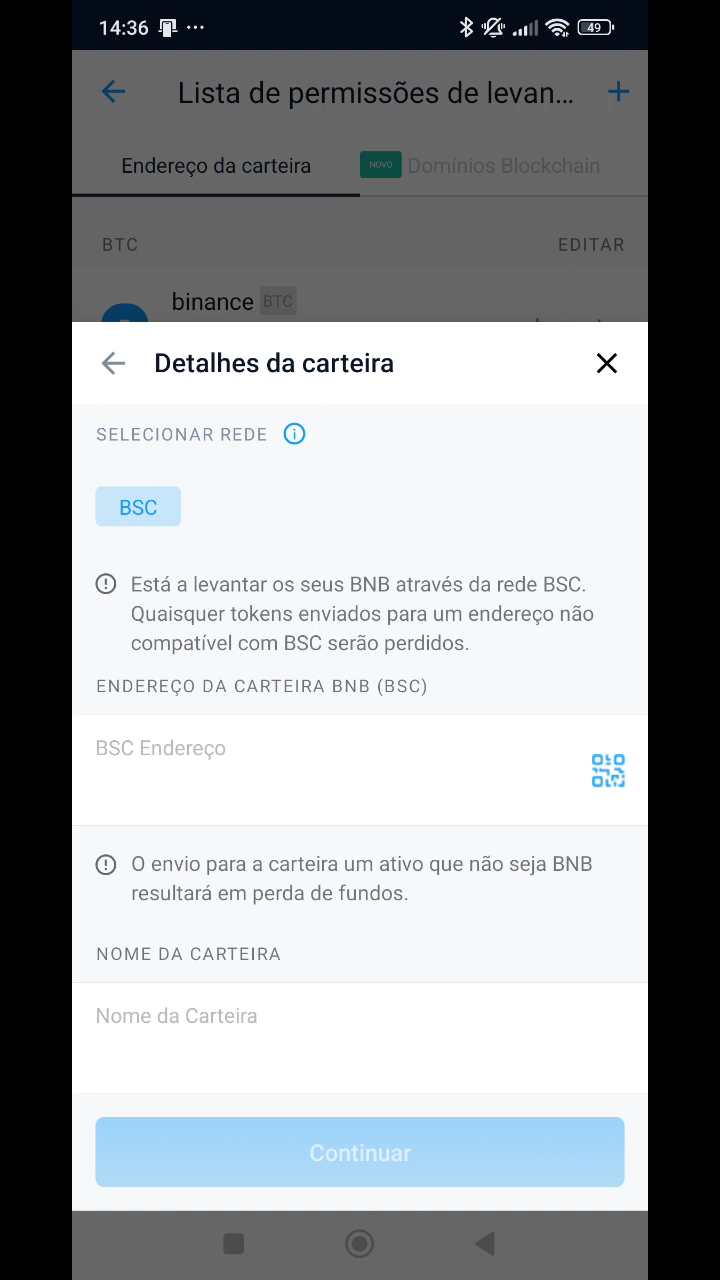 14:36
49
Lista de permissões de levan...
Endereço da carteira
NOVO Domínios Blockchain
BTC
EDITAR
binance BTC
Detalhes da carteira
SELECIONAR REDE
BSC
Está a levantar os seus BNB através da rede BSC.
Quaisquer tokens enviados para um endereço não
compatível com BSC serão perdidos.
ENDEREÇO DA CARTEIRA BNB (BSC)
BSC Endereço
O envio para a carteira um ativo que não seja BNB
resultará em perda de fundos.
NOME DA CARTEIRA
Nome da Carteira
Continuar